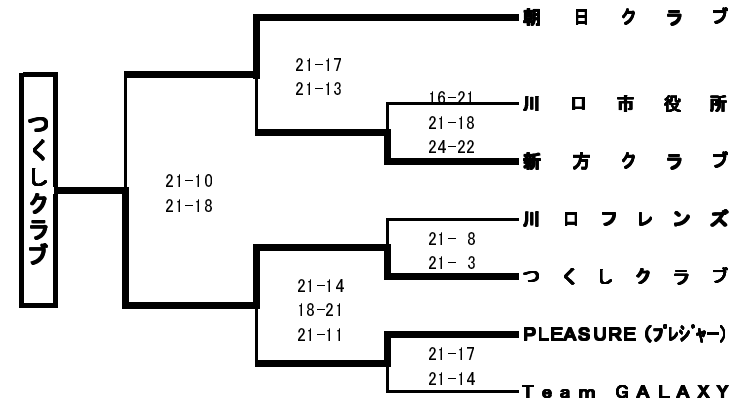 朝日クラブ
21-17
21-13
16-21
21-18
24-22
川口市役所
新方クラブ
つくしクラブ
21-10
21-18
川口フレンズ
21- 8
21- 3
つくしクラブ
21-14
18-21
21-11
PLEASURE (プレジャー)
21-17
21-14
Team GALAXY